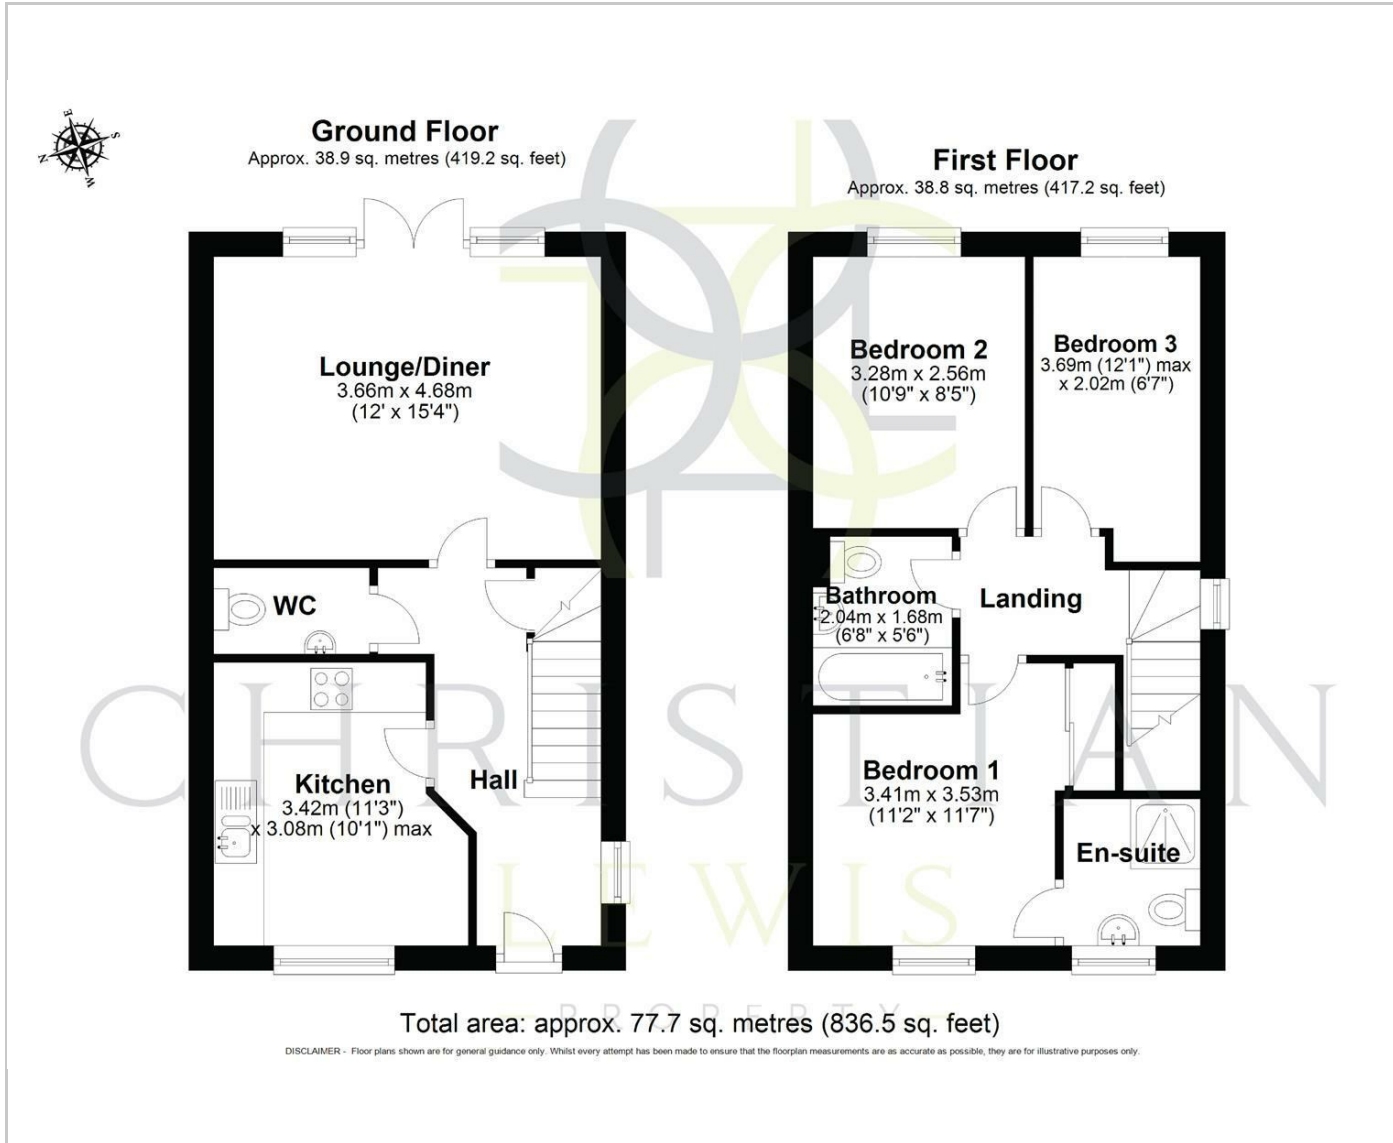 E
S
N
W
Ground Floor
Approx. 38.9 sq. metres (419.2 sq. feet)
First Floor
Approx. 38.8 sq. metres (417.2 sq. feet)
Lounge/Diner
3.66m x 4.68m
(12' x 15'4")
Bedroom 2
3.28m x 2.56m
(10'9" x 8'5")
Bedroom 3
3.69m (12'1") max
x 2.02m (6'7")
WC
Bathroom
2.04m x 1.68m
(6'8" x 5'6")
Landing
Kitchen
3.42m (11'3")
x 3.08m (10'1") max
Hall
Bedroom 1
3.41m x 3.53m
(11'2" x 11'7")
En-suite
CHRISTIAN
LEWIS
PROPERTY
Total area: approx. 77.7 sq. metres (836.5 sq. feet)
DISCLAIMER - Floor plans shown are for general guidance only. Whilst every attempt has been made to ensure that the floorplan measurements are as accurate as possible, they are for illustrative purposes only.